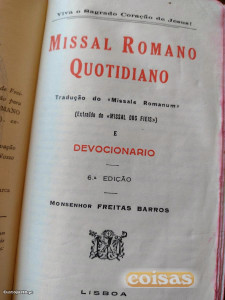 Viva o Sagrado Coração de Jesus!
MISSAL ROMANO
QUOTIDIANO
Tradução do «Missale Romanum»
(Extraído do «MISSAL DOS FIEIS»)
E
DEVOCIONARIO
6.ª EDIÇÃO
MONSENHOR FREITAS BARROS
LISBOA
coisas